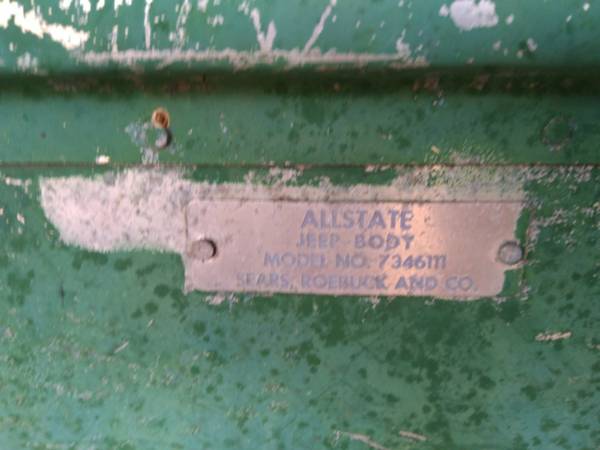 ALLSTATE
JEEP-BODY
MODEL NO. 7346111
SEARS, ROEBUCK AND CO.